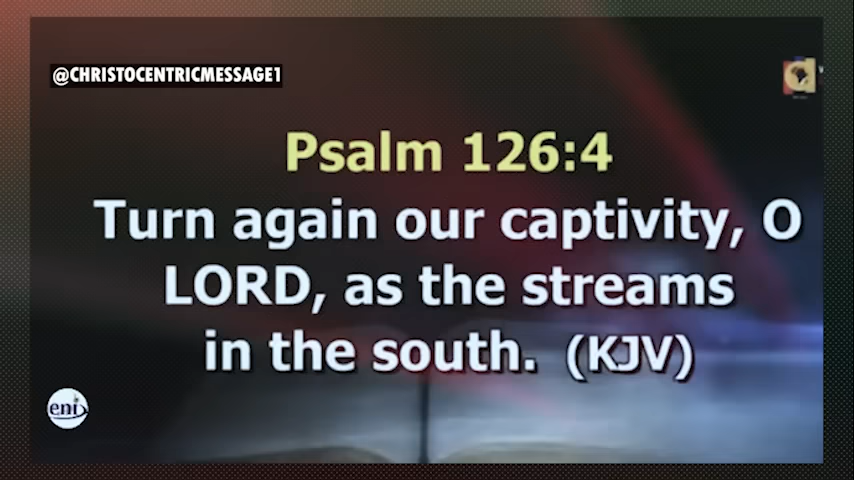 @CHRISTOCENTRICMESSAGE1
Psalm 126:4
Turn again our captivity, O
LORD, as the streams
in the south. (KJV)
eni